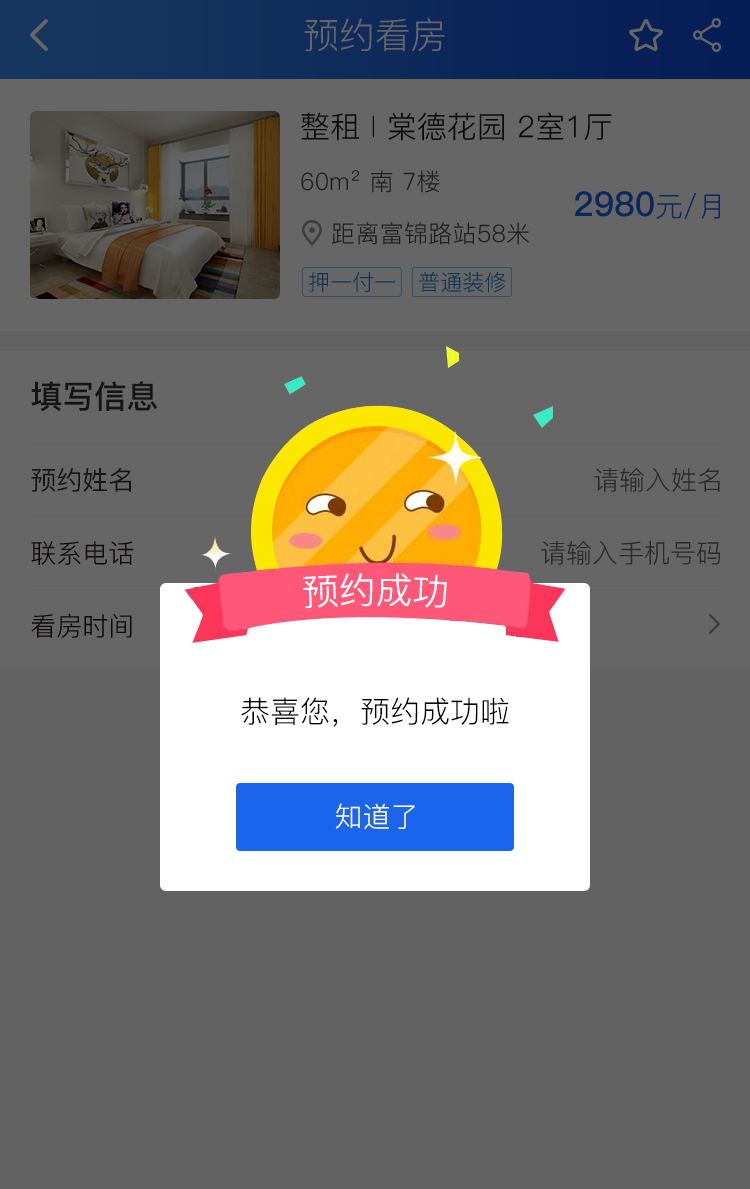 预约看房
整租 | 棠德花园 2室1厅
60m² 南 7楼
2980元/月
距离富锦路站58米
押一付一 普通装修
填写信息
预约姓名 请输入姓名
联系电话 请输入手机号码
看房时间
预约成功
恭喜您，预约成功啦
知道了